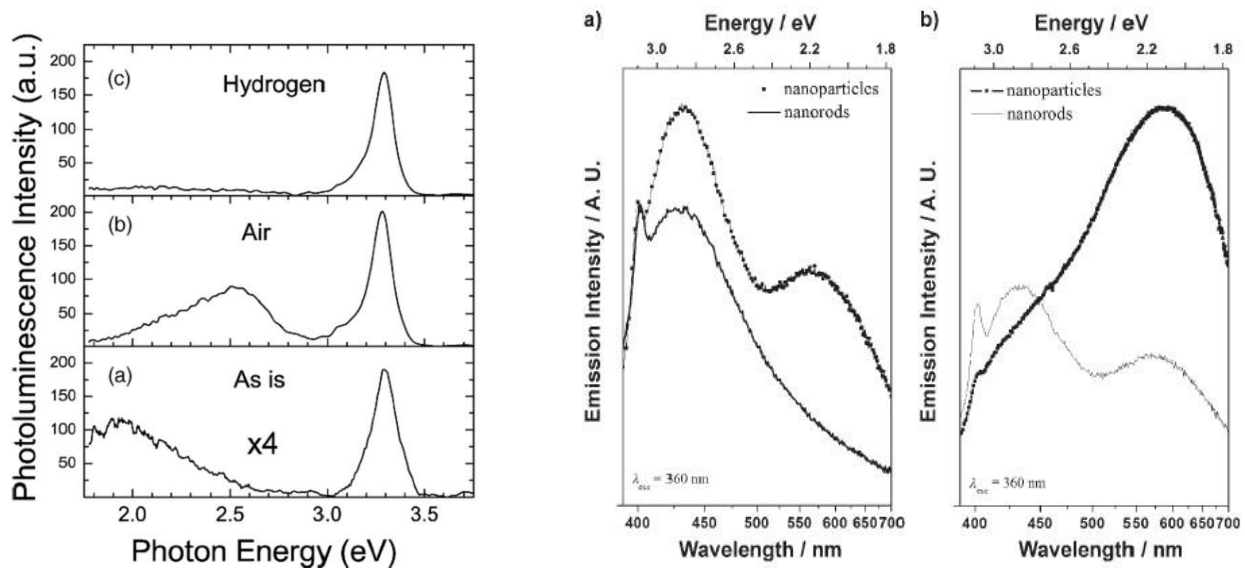 Photoluminescence Intensity (a.u.)
200
150
100
50
(c)
Hydrogen
200
150
100
50
(b)
Air
200
150
100
50
(a)
As is
x4
2.0 2.5 3.0 3.5
Photon Energy (eV)
a)
Energy / eV
3.0 2.6 2.2 1.8
nanoparticles
nanorods
Emission Intensity / A. U.
λexc = 360 nm
400 450 500 550 600 650 700
Wavelength / nm
b)
Energy / eV
3.0 2.6 2.2 1.8
nanoparticles
nanorods
Emission Intensity / A. U.
λexc = 360 nm
400 450 500 550 600 650 700
Wavelength / nm